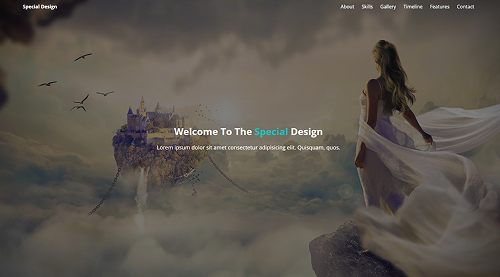 Special Design
About Skills Gallery Timeline Features Contact
Welcome To The Special Design
Lorem ipsum dolor sit amet consectetur adipisicing elit. Quisquam, quos.